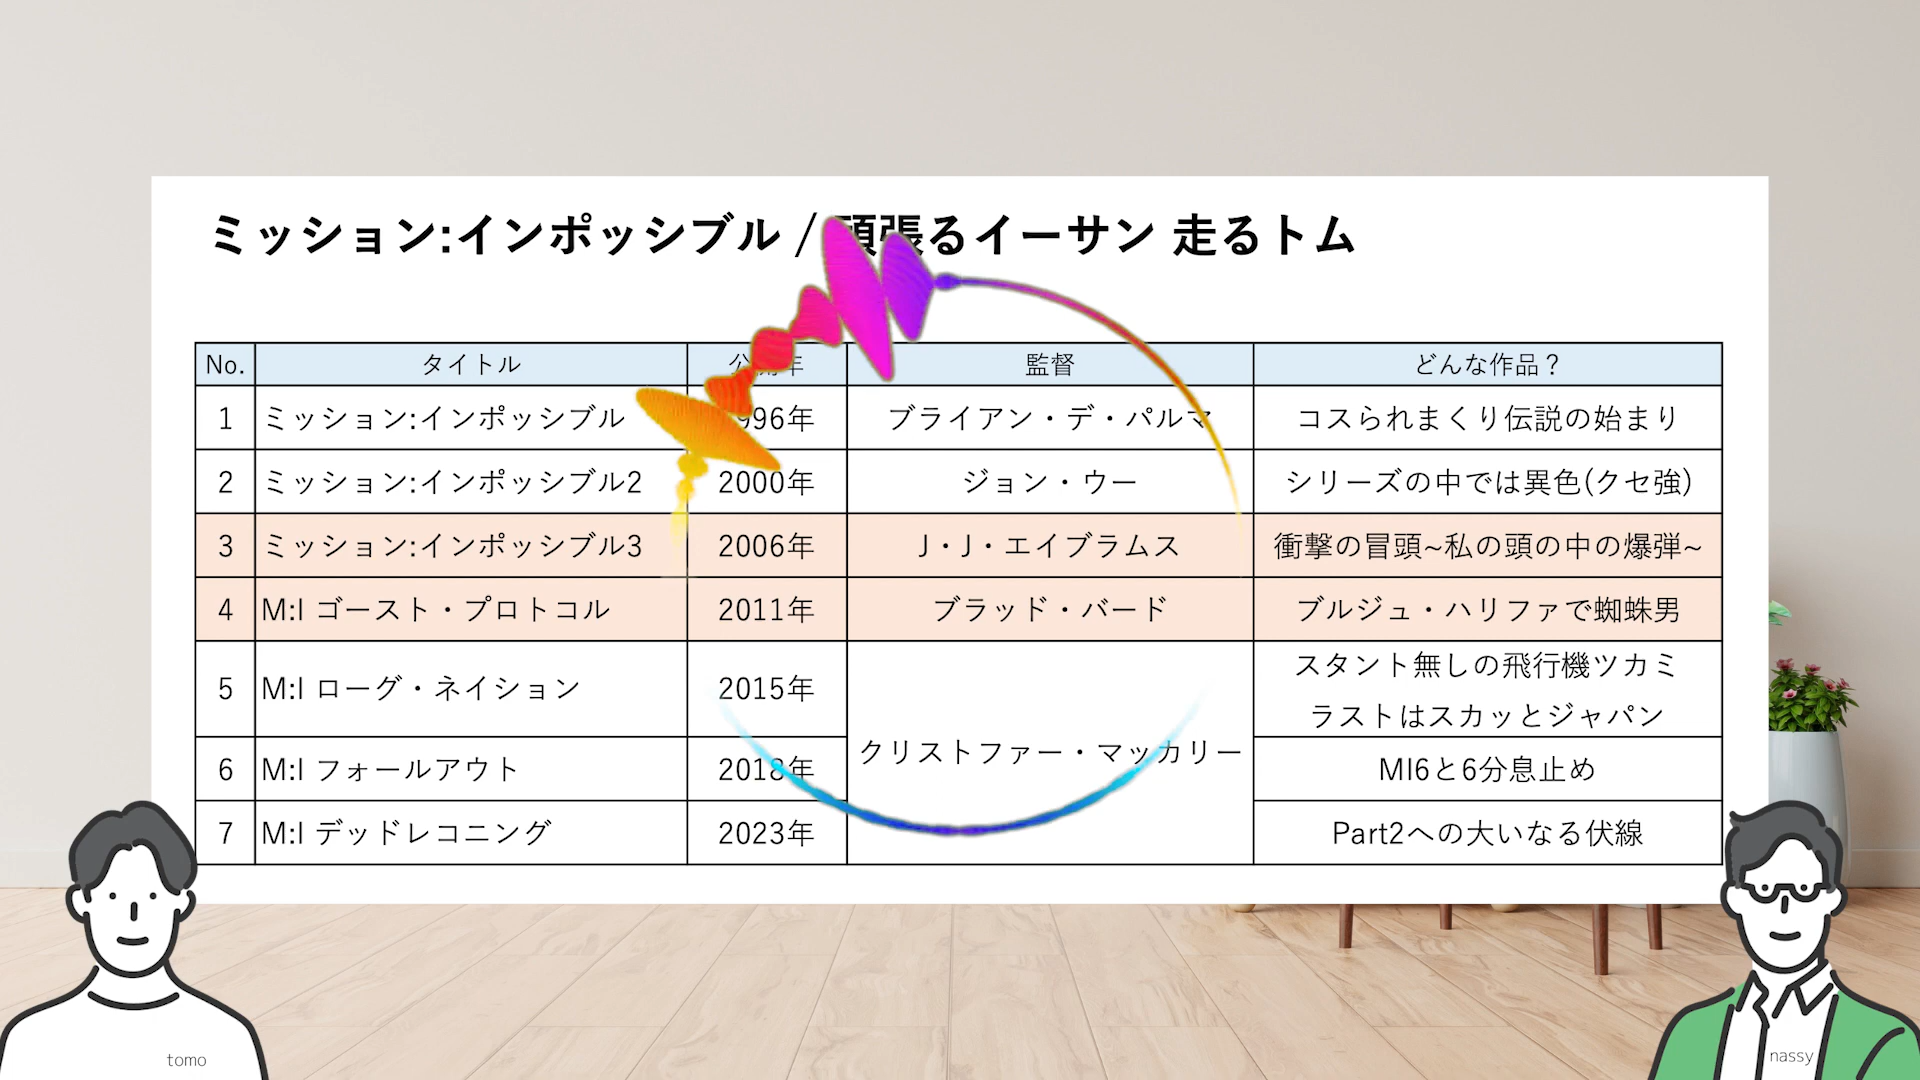 ミッション:インポッシブル / 頑張るイーサン 走るトム
No. タイトル 公開年 監督 どんな作品？
1 ミッション:インポッシブル 1996年 ブライアン・デ・パルマ コスられまくり伝説の始まり
2 ミッション:インポッシブル2 2000年 ジョン・ウー シリーズの中では異色(クセ強)
3 ミッション:インポッシブル3 2006年 J・J・エイブラムス 衝撃の冒頭~私の頭の中の爆弾~
4 M:I ゴースト・プロトコル 2011年 ブラッド・バード ブルジュ・ハリファで蜘蛛男
5 M:I ローグ・ネイション 2015年 スタント無しの飛行機ツカミ
ラストはスカッとジャパン
クリストファー・マッカリー
6 M:I フォールアウト 2018年 MI6と6分息止め
7 M:I デッドレコニング 2023年 Part2への大いなる伏線
tomo
nassy